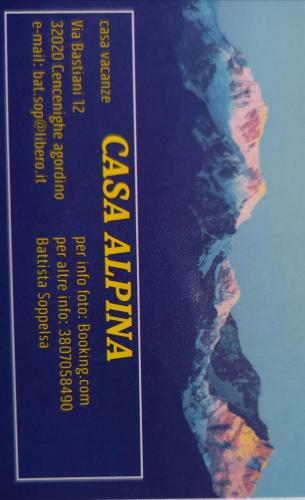 casa vacanze
CASA ALPINA
Via Bastiani 12
32020 Cencenighe agordino
e-mail: bat.sop@libero.it
per info foto: Booking.com
per altre info: 3807058490
Battista Soppelsa